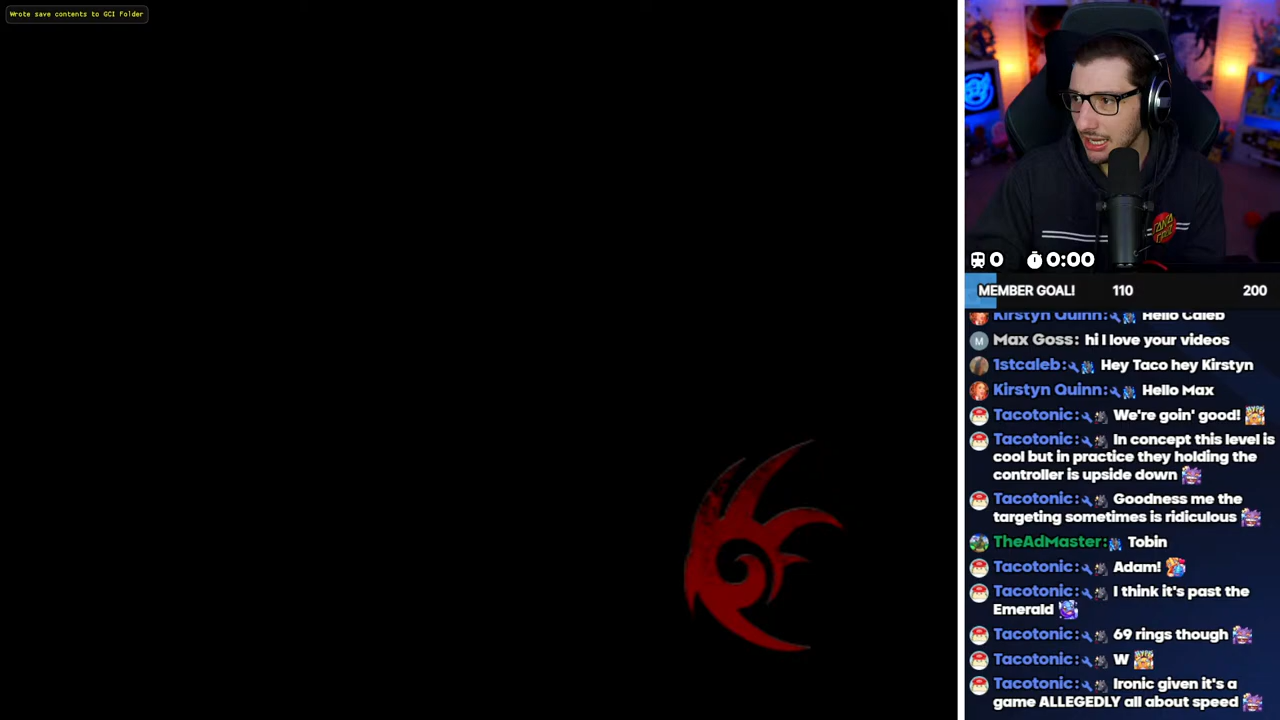 Wrote save contents to GCI Folder
0 0:00
MEMBER GOAL! 110 200
Kirstyn Quinn: Hello Caleb
M Max Goss: hi I love your videos
1stcaleb: Hey Taco hey Kirstyn
Kirstyn Quinn: Hello Max
Tacotonic: We're goin' good!
Tacotonic: In concept this level is
cool but in practice they holding the
controller is upside down
Tacotonic: Goodness me the
targeting sometimes is ridiculous
TheAdMaster: Tobin
Tacotonic: Adam!
Tacotonic: I think it's past the
Emerald
Tacotonic: 69 rings though
Tacotonic: W
Tacotonic: Ironic given it's a
game ALLEGEDLY all about speed